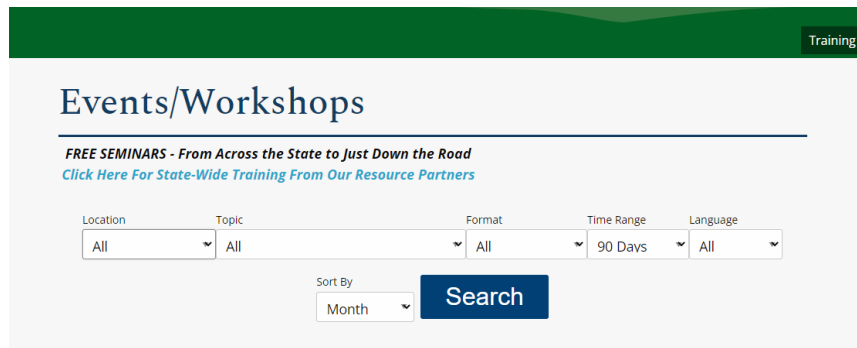 Training
Events/Workshops
FREE SEMINARS - From Across the State to Just Down the Road
Click Here For State-Wide Training From Our Resource Partners
Location Topic Format Time Range Language
All All All 90 Days All
Sort By
Month Search